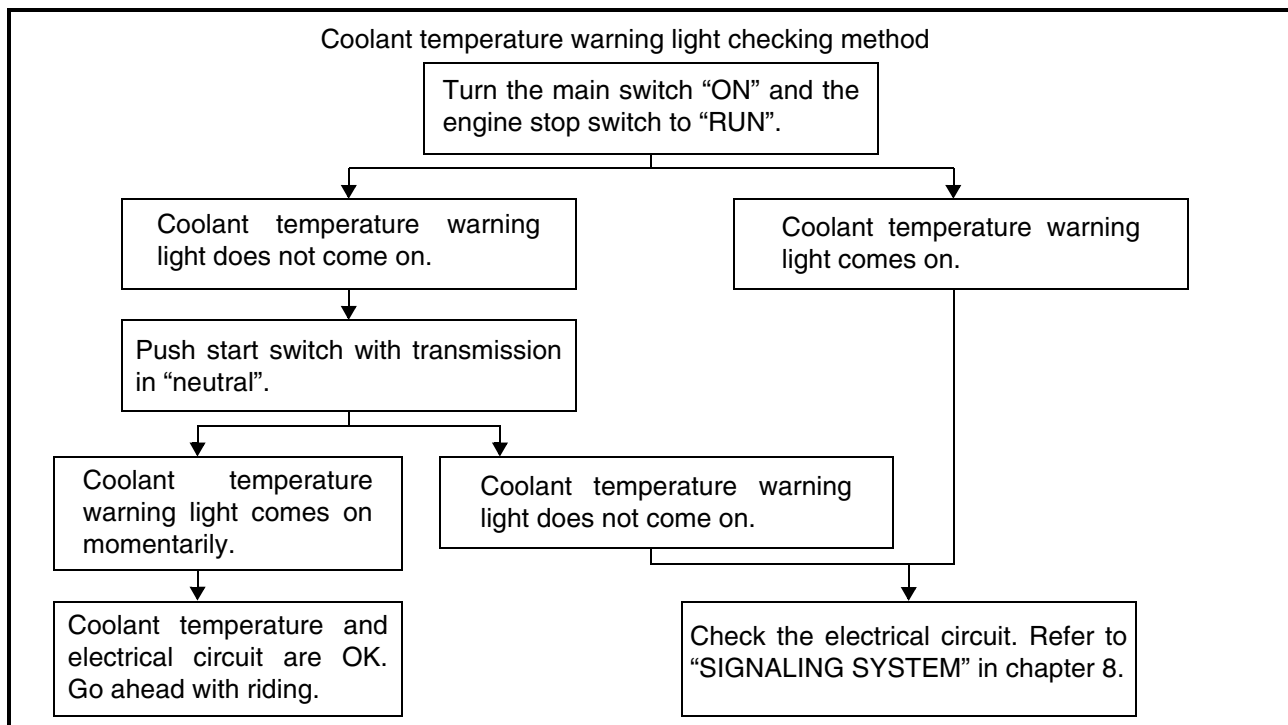 Coolant temperature warning light checking method
Turn the main switch “ON” and the
engine stop switch to “RUN”.
Coolant temperature warning
light does not come on.
Coolant temperature warning
light comes on.
Push start switch with transmission
in “neutral”.
Coolant temperature
warning light comes on
momentarily.
Coolant temperature warning
light does not come on.
Coolant temperature and
electrical circuit are OK.
Go ahead with riding.
Check the electrical circuit. Refer to
“SIGNALING SYSTEM” in chapter 8.